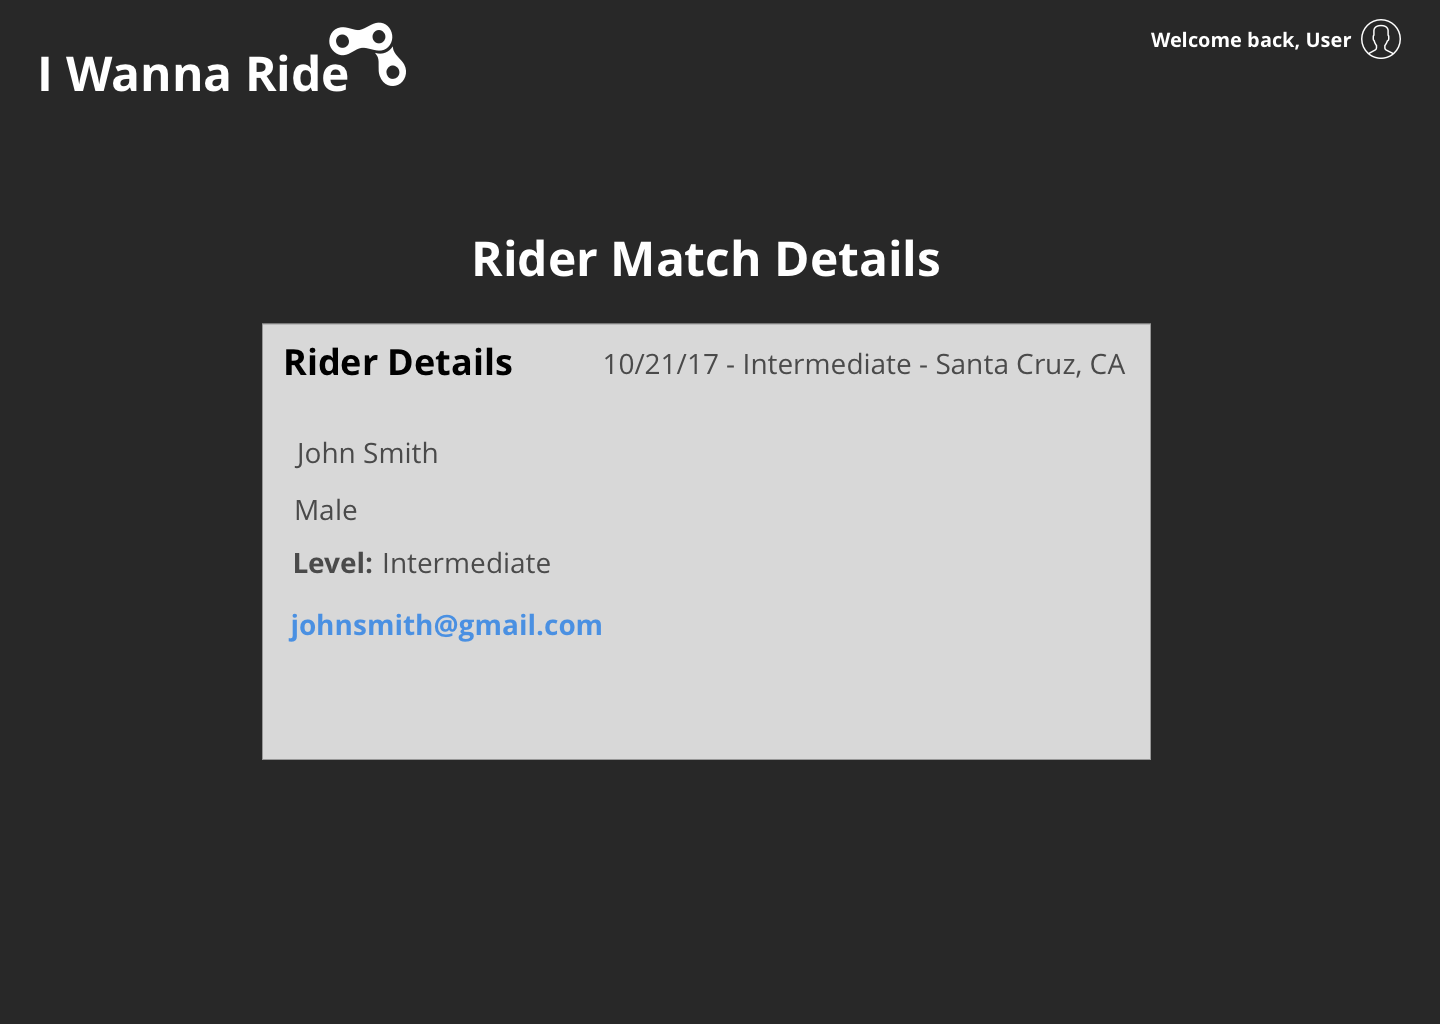 I Wanna Ride
Welcome back, User
Rider Match Details
Rider Details
10/21/17 - Intermediate - Santa Cruz, CA
John Smith
Male
Level: Intermediate
johnsmith@gmail.com